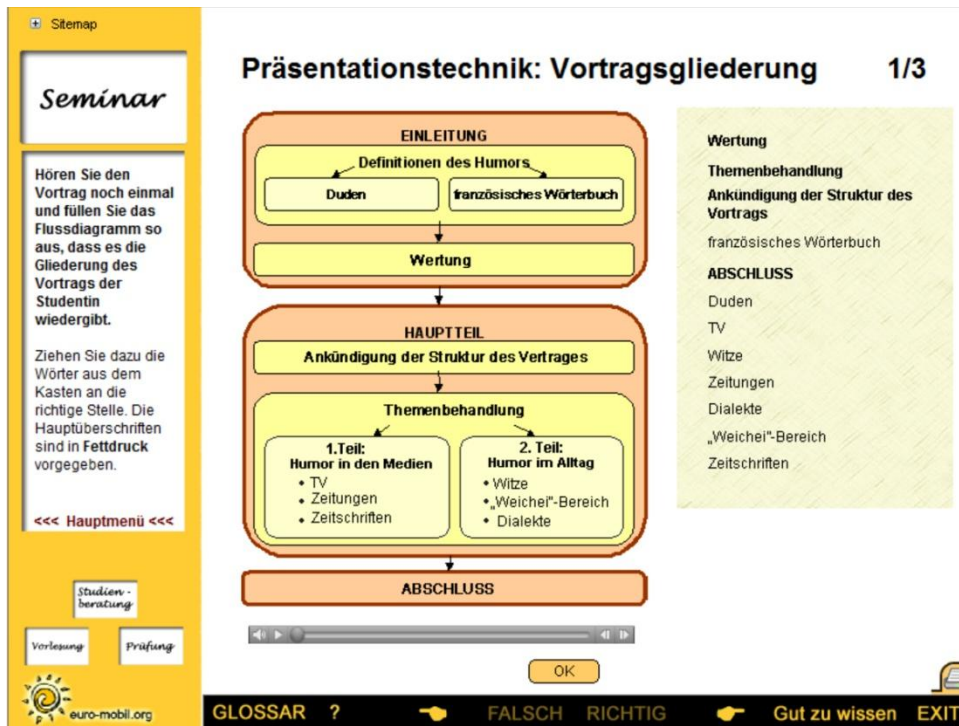 Sitemap
Seminar
Hören Sie den
Vortrag noch einmal
und füllen Sie das
Flussdiagramm so
aus, dass es die
Gliederung des
Vortrags der
Studentin
wiedergibt.
Ziehen Sie dazu die
Wörter aus dem
Kasten an die
richtige Stelle. Die
Hauptüberschriften
sind in Fettdruck
vorgegeben.
<<< Hauptmenü <<<
Studien-
beratung
Vorlesung
Prüfung
euro-mobil.org
Präsentationstechnik: Vortragsgliederung 1/3
EINLEITUNG
Definitionen des Humors
Duden
französisches Wörterbuch
Wertung
HAUPTTEIL
Ankündigung der Struktur des Vertrages
Themenbehandlung
1.Teil:
Humor in den Medien
• TV
• Zeitungen
• Zeitschriften
2. Teil:
Humor im Alltag
• Witze
• „Weichei"-Bereich
• Dialekte
ABSCHLUSS
OK
Wertung
Themenbehandlung
Ankündigung der Struktur des
Vortrags
französisches Wörterbuch
ABSCHLUSS
Duden
TV
Witze
Zeitungen
Dialekte
„Weichei"-Bereich
Zeitschriften
GLOSSAR ? FALSCH RICHTIG Gut zu wissen EXIT